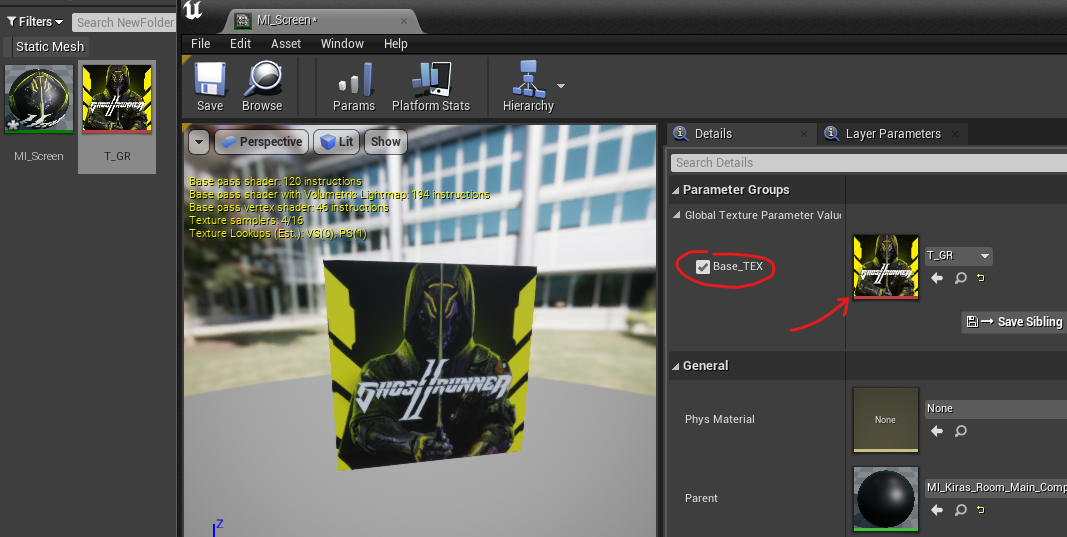 MI_Screen*
Filters
Search NewFolder
File Edit Asset Window Help
Static Mesh
GHOSTRUNNER
II
MI_Screen
T_GR
Save
Browse
Params
Platform Stats
Hierarchy
Perspective
Lit
Show
Base pass shader: 120 instructions
Base pass shader with Volumetric Lightmap: 194 instructions
Base pass vertex shader: 46 instructions
Texture samplers: 4/16
Texture Lookups (Est.): VS(0), PS(1)
GHOSTRUNNER
II
Z
Details
Layer Parameters
Search Details
Parameter Groups
Global Texture Parameter Valu
Base_TEX
GHOSTRUNNER
II
T_GR
Save Sibling
General
Phys Material
None
None
Parent
MI_Kiras_Room_Main_Comp